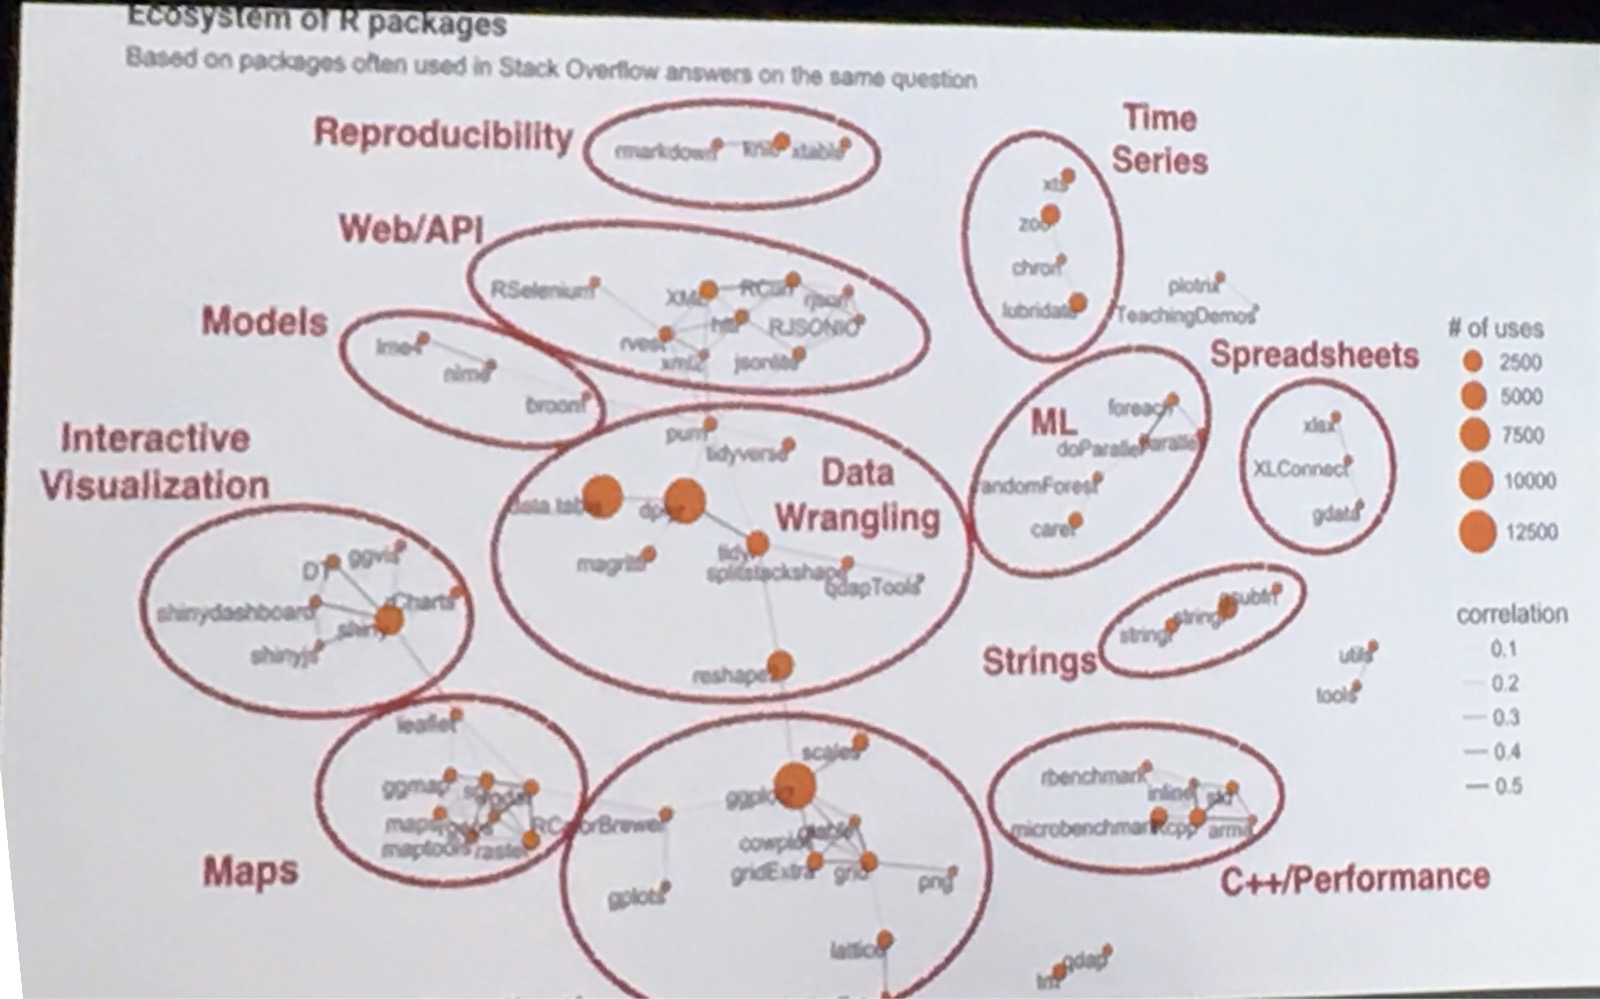 Ecosystem of R packages
Based on packages often used in Stack Overflow answers on the same question
Reproducibility
rmarkdown knitr xtable
Time
Series
xts
zoo
chron
lubridate
plotrix
TeachingDemos
Web/API
RSelenium
XML RCurl rjson
httr RJSONIO
rvest
xml2 jsonlite
Models
lme4
nlme
broom
# of uses
2500
5000
7500
10000
12500
Spreadsheets
xlsx
XLConnect
gdata
ML
foreach
doParallel parallel
randomForest
caret
Interactive
Visualization
DT ggvis
shinydashboard rCharts
shiny
shinyjs
purrr
tidyverse
Data
Wrangling
data.table dplyr
magrittr tidyr
splitstackshape
qdapTools
reshape2
Strings
stringr stringi gsubfn
utils
tools
correlation
0.1
0.2
0.3
0.4
0.5
leaflet
ggmap
maptools raster
Maps
scales
ggplot2
RColorBrewer
cowplot gtable
gridExtra grid png
gplots
lattice
rbenchmark
inline
microbenchmark Rcpp arma
C++/Performance
tm qdap